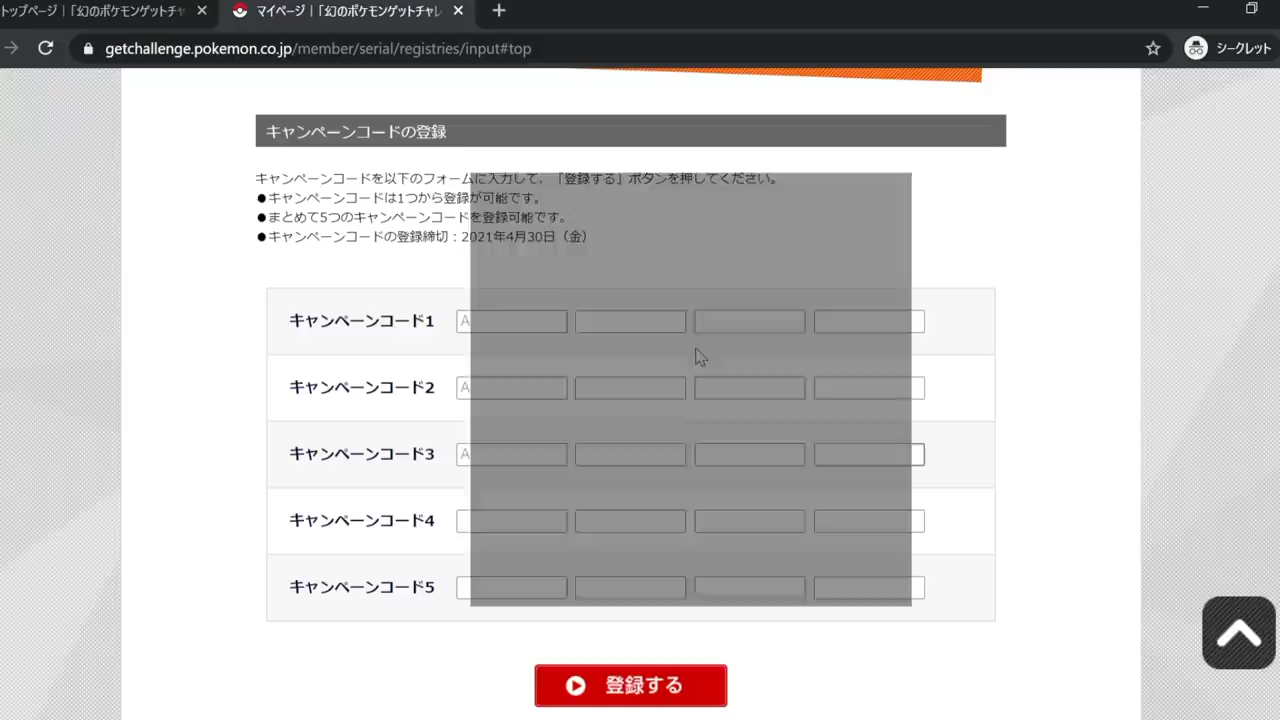 トップページ｜「幻のポケモンゲットチャ
マイページ｜「幻のポケモンゲットチャレ
getchallenge.pokemon.co.jp/member/serial/registries/input#top
シークレット
キャンペーンコードの登録
キャンペーンコードを以下のフォームに入力して、「登録する」ボタンを押してください。
●キャンペーンコードは1つから登録が可能です。
●まとめて5つのキャンペーンコードを登録可能です。
●キャンペーンコードの登録締切：2021年4月30日（金）
キャンペーンコード1 A
キャンペーンコード2 A
キャンペーンコード3 A
キャンペーンコード4
キャンペーンコード5
登録する